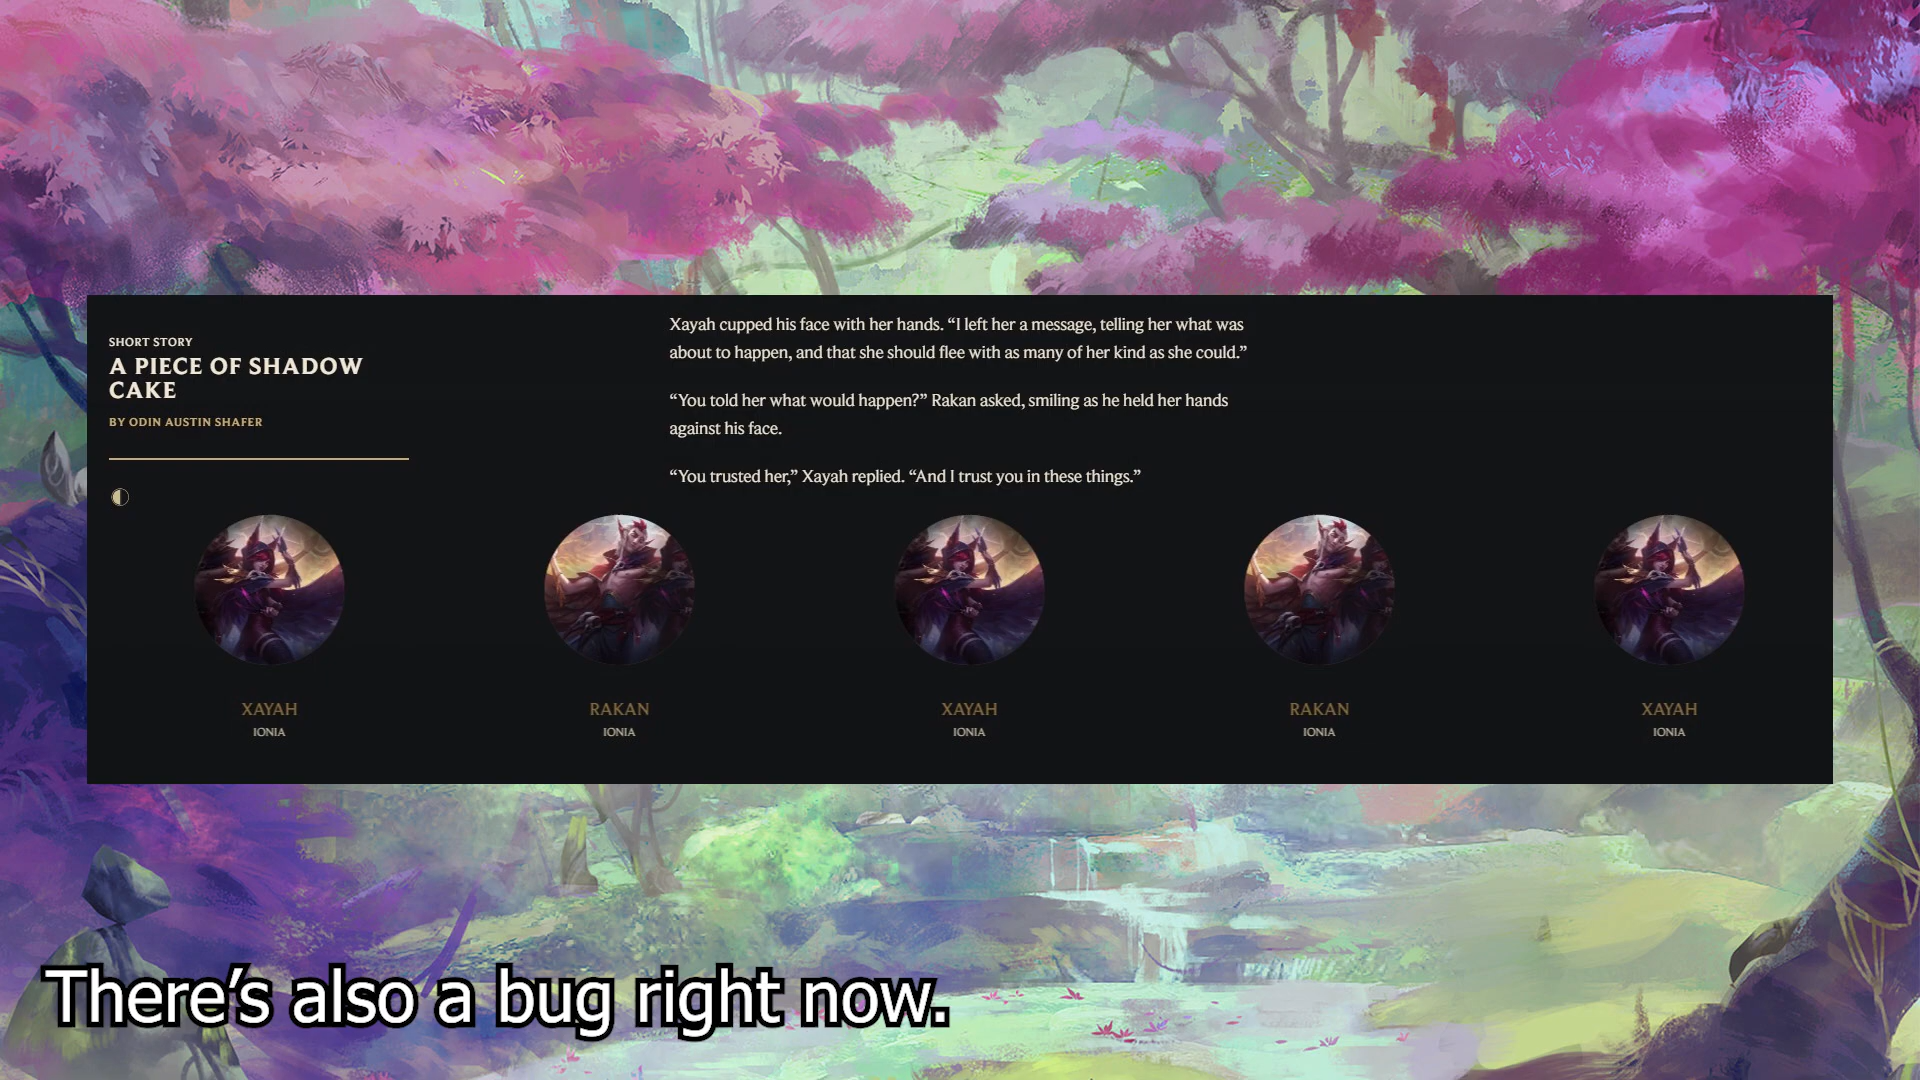 SHORT STORY
A PIECE OF SHADOW
CAKE
BY ODIN AUSTIN SHAFER
Xayah cupped his face with her hands. “I left her a message, telling her what was
about to happen, and that she should flee with as many of her kind as she could.”
“You told her what would happen?” Rakan asked, smiling as he held her hands
against his face.
“You trusted her,” Xayah replied. “And I trust you in these things.”
XAYAH
IONIA
RAKAN
IONIA
XAYAH
IONIA
RAKAN
IONIA
XAYAH
IONIA
There’s also a bug right now.